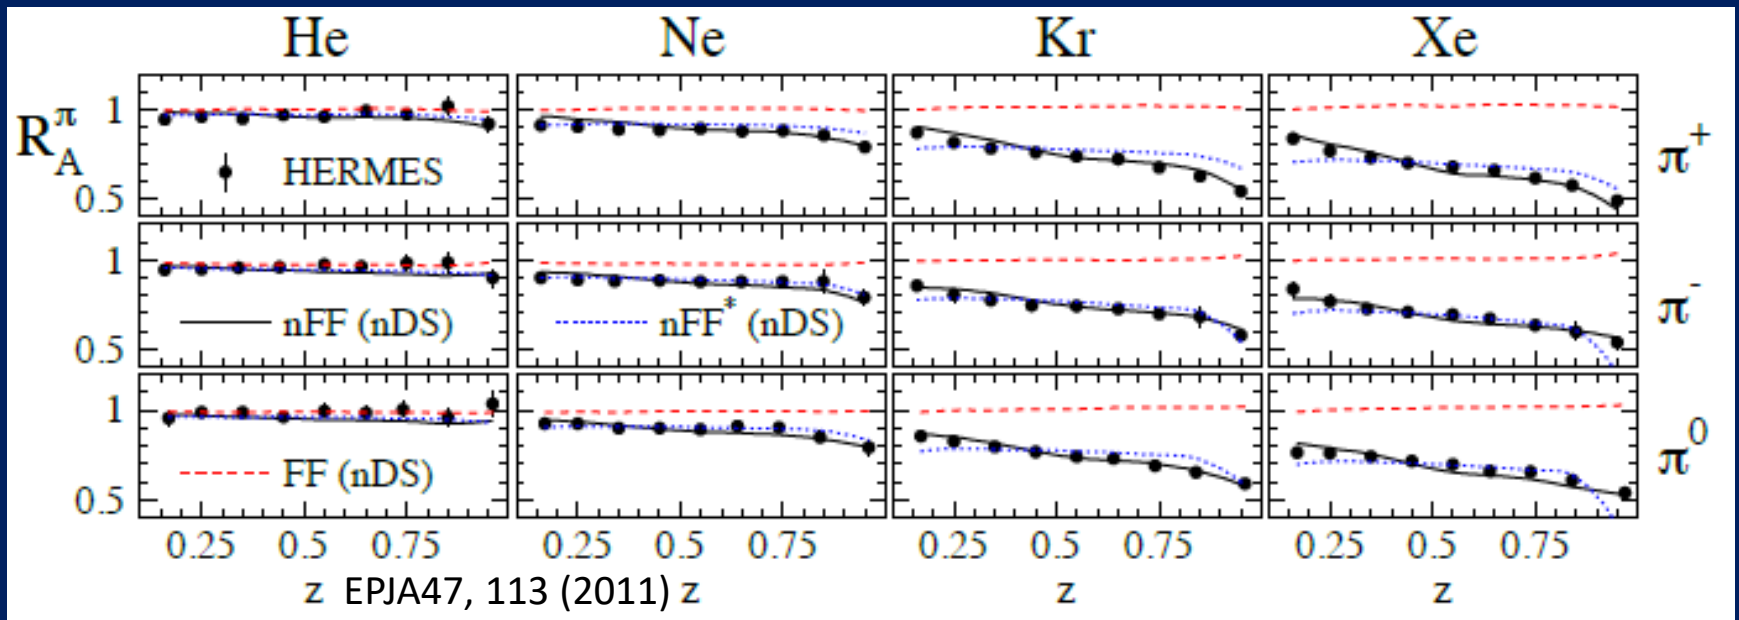 He Ne Kr Xe
R_A^π 1 0.5 HERMES π⁺
1 0.5 nFF (nDS) nFF* (nDS) π⁻
1 0.5 FF (nDS) π⁰
0.25 0.5 0.75 0.25 0.5 0.75 0.25 0.5 0.75 0.25 0.5 0.75
z EPJA47, 113 (2011) z z z